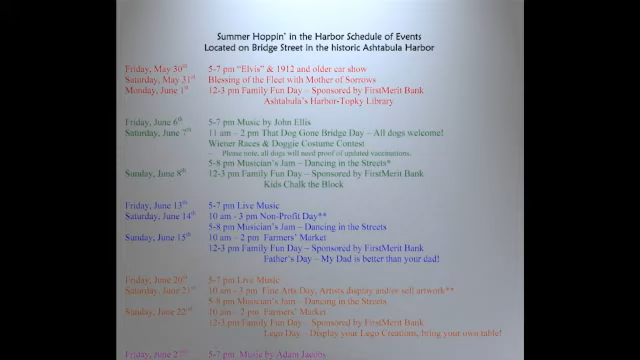 Summer Hoppin' in the Harbor Schedule of Events
Located on Bridge Street in the historic Ashtabula Harbor
Friday, May 30th 5-7 pm "Elvis" & 1912 and older car show
Saturday, May 31st Blessing of the Fleet with Mother of Sorrows
Monday, June 1st 12-3 pm Family Fun Day – Sponsored by FirstMerit Bank
Ashtabula's Harbor-Topky Library
Friday, June 6th 5-7 pm Music by John Ellis
Saturday, June 7th 11 am – 2 pm That Dog Gone Bridge Day – All dogs welcome!
Wiener Races & Doggie Costume Contest
– Please note, all dogs will need proof of updated vaccinations.
5-8 pm Musician's Jam – Dancing in the Streets*
Sunday, June 8th 12-3 pm Family Fun Day – Sponsored by FirstMerit Bank
Kids Chalk the Block
Friday, June 13th 5-7 pm Live Music
Saturday, June 14th 10 am - 3 pm Non-Profit Day**
5-8 pm Musician's Jam – Dancing in the Streets
Sunday, June 15th 10 am – 2 pm Farmers' Market
12-3 pm Family Fun Day – Sponsored by FirstMerit Bank
Father's Day – My Dad is better than your dad!
Friday, June 20th 5-7 pm Live Music
Saturday, June 21st 10 am - 3 pm Fine Arts Day, Artists display and/or sell artwork**
5-8 pm Musician's Jam – Dancing in the Streets
Sunday, June 22nd 10 am – 2 pm Farmers' Market
12-3 pm Family Fun Day – Sponsored by FirstMerit Bank
Lego Day – Display your Lego Creations, bring your own table!
Friday, June 27th 5-7 pm Music by Adam Jacobs